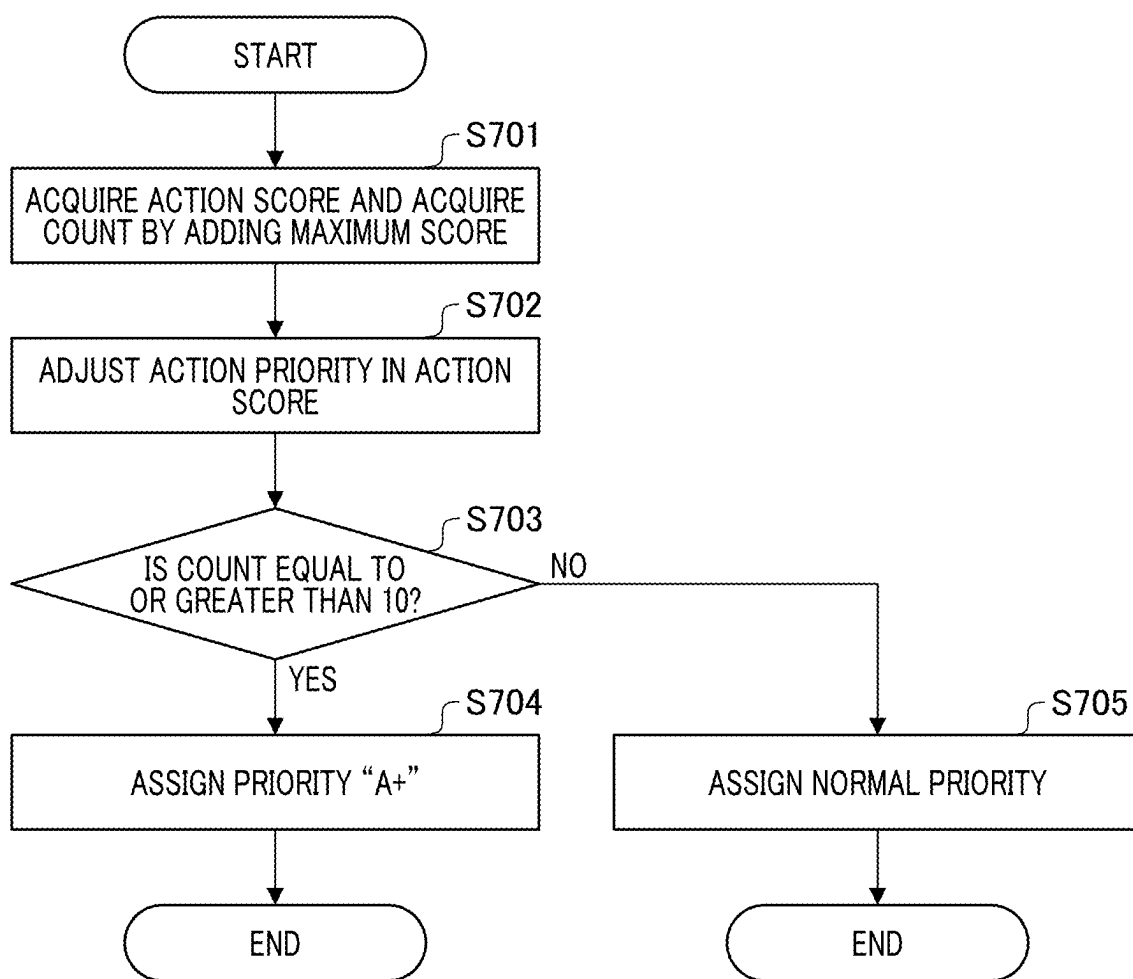 START
S701
ACQUIRE ACTION SCORE AND ACQUIRE
COUNT BY ADDING MAXIMUM SCORE
S702
ADJUST ACTION PRIORITY IN ACTION
SCORE
S703
IS COUNT EQUAL TO
OR GREATER THAN 10?
NO
YES
S704
ASSIGN PRIORITY “A+”
S705
ASSIGN NORMAL PRIORITY
END
END